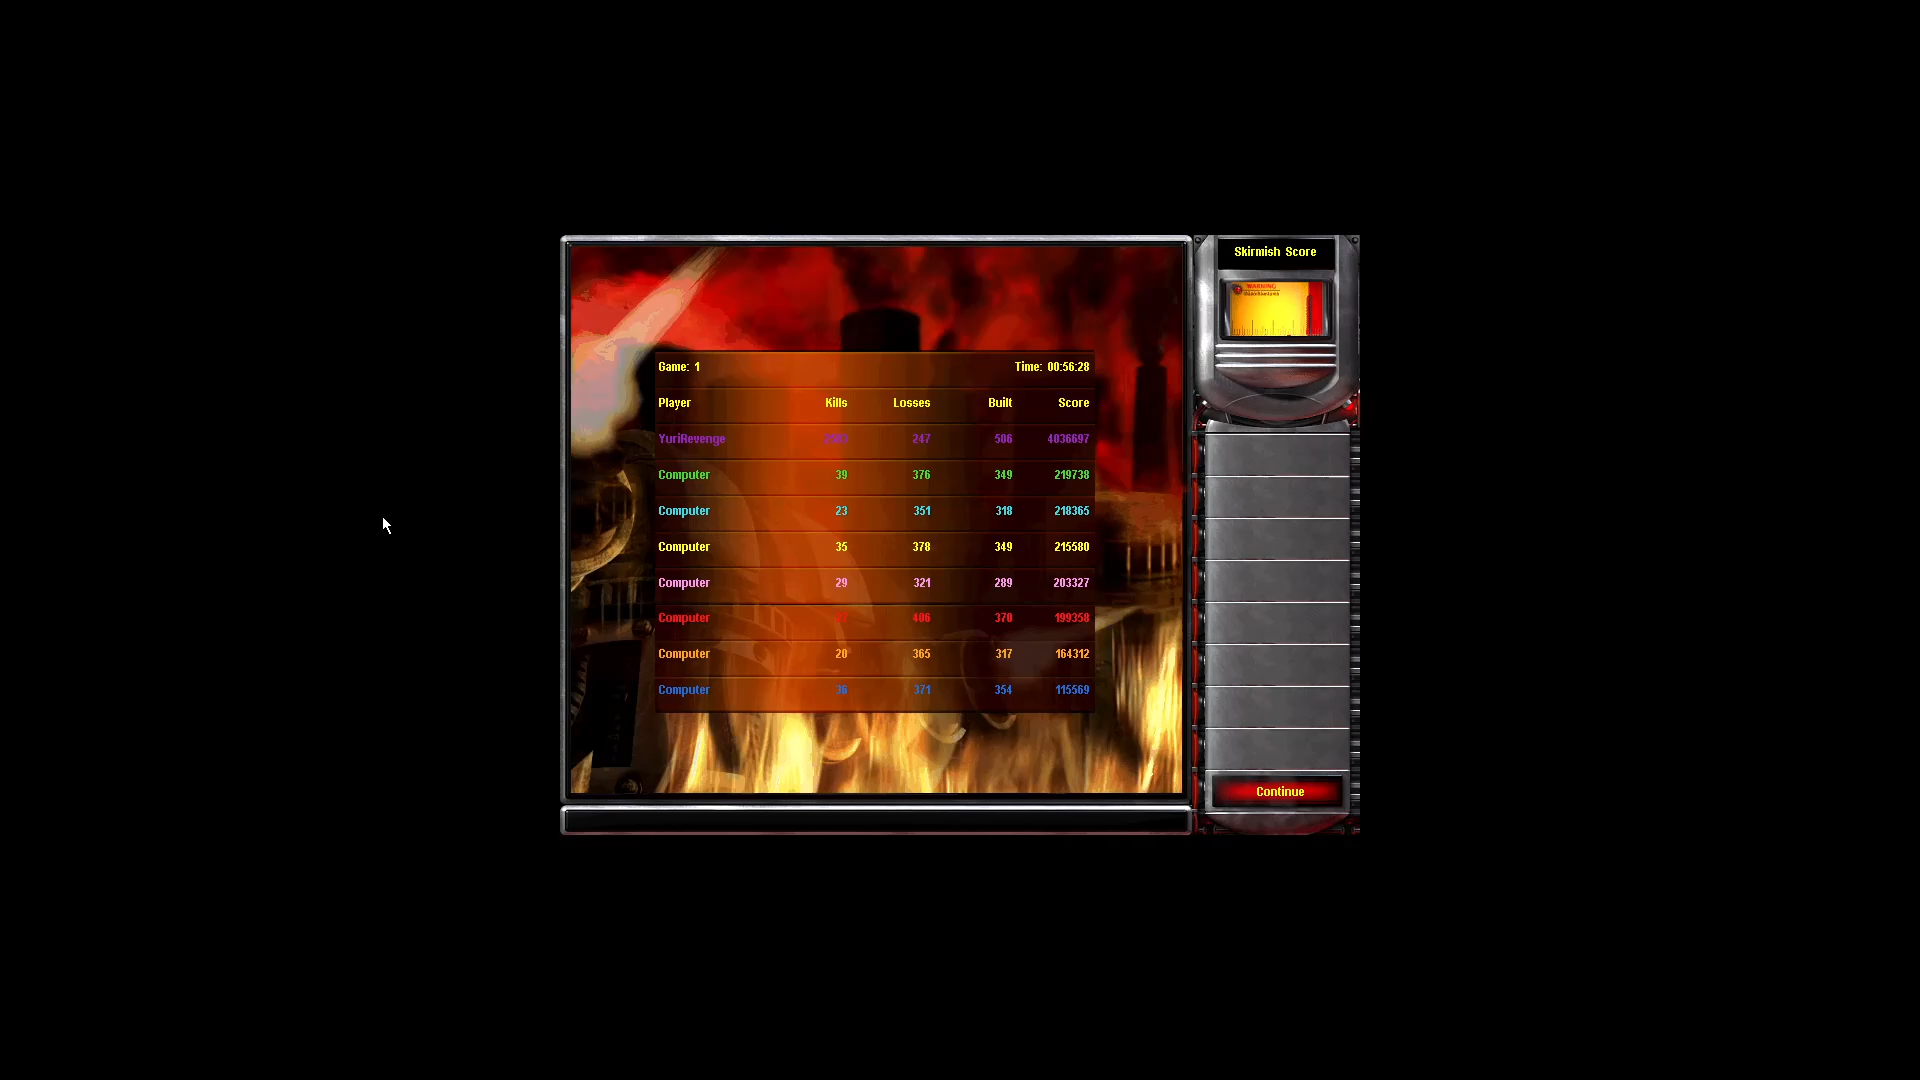 Skirmish Score
WARNING
Game: 1 Time: 00:56:28
Player Kills Losses Built Score
YuriRevenge 247 506 4036697
Computer 39 376 349 219738
Computer 23 351 318 218365
Computer 35 378 349 215580
Computer 29 321 289 203327
Computer 406 370 199358
Computer 20 365 317 164312
Computer 36 371 354 115569
Continue